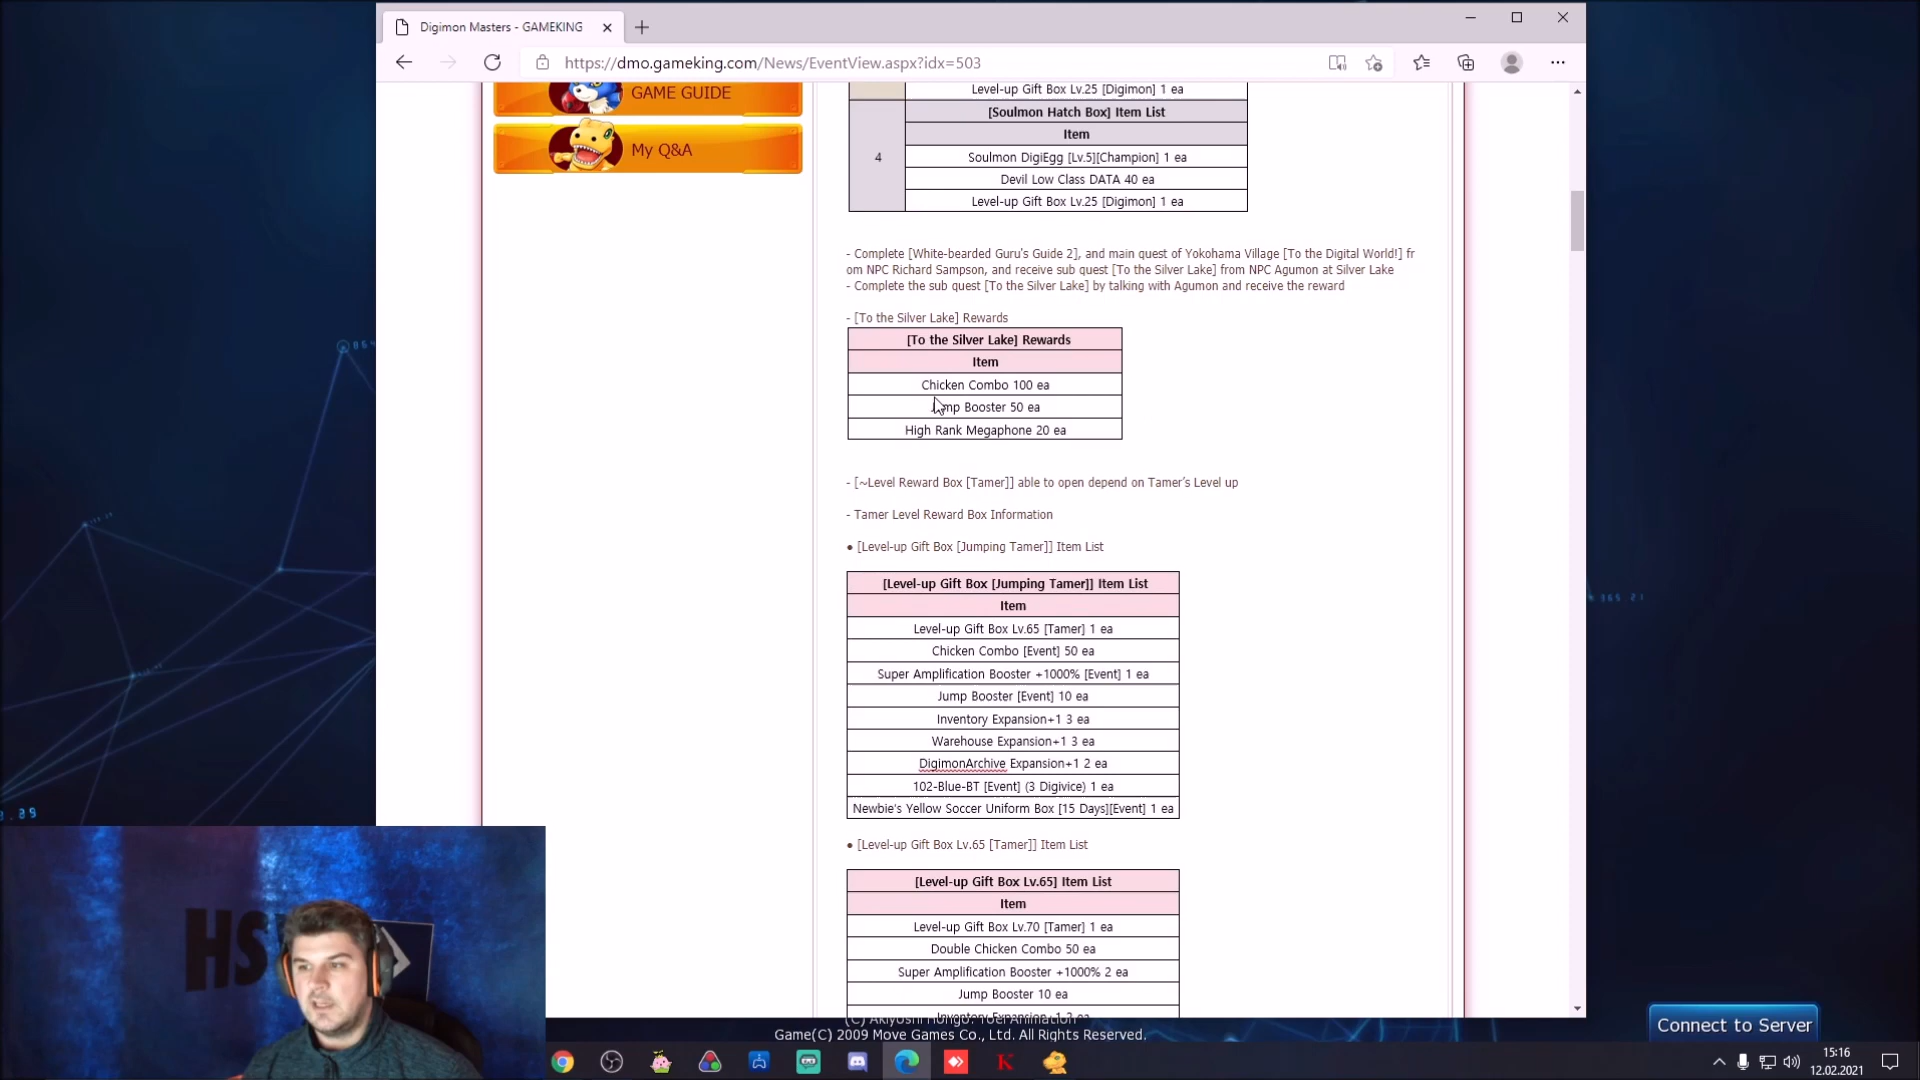 Digimon Masters - GAMEKING
https://dmo.gameking.com/News/EventView.aspx?idx=503
GAME GUIDE
My Q&A
Level-up Gift Box Lv.25 [Digimon] 1 ea
[Soulmon Hatch Box] Item List
Item
4
Soulmon DigiEgg [Lv.5][Champion] 1 ea
Devil Low Class DATA 40 ea
Level-up Gift Box Lv.25 [Digimon] 1 ea
- Complete [White-bearded Guru's Guide 2], and main quest of Yokohama Village [To the Digital World!] fr
om NPC Richard Sampson, and receive sub quest [To the Silver Lake] from NPC Agumon at Silver Lake
- Complete the sub quest [To the Silver Lake] by talking with Agumon and receive the reward
- [To the Silver Lake] Rewards
[To the Silver Lake] Rewards
Item
Chicken Combo 100 ea
Jump Booster 50 ea
High Rank Megaphone 20 ea
- [~Level Reward Box [Tamer]] able to open depend on Tamer's Level up
- Tamer Level Reward Box Information
● [Level-up Gift Box [Jumping Tamer]] Item List
[Level-up Gift Box [Jumping Tamer]] Item List
Item
Level-up Gift Box Lv.65 [Tamer] 1 ea
Chicken Combo [Event] 50 ea
Super Amplification Booster +1000% [Event] 1 ea
Jump Booster [Event] 10 ea
Inventory Expansion+1 3 ea
Warehouse Expansion+1 3 ea
DigimonArchive Expansion+1 2 ea
102-Blue-BT [Event] (3 Digivice) 1 ea
Newbie's Yellow Soccer Uniform Box [15 Days][Event] 1 ea
● [Level-up Gift Box Lv.65 [Tamer]] Item List
[Level-up Gift Box Lv.65] Item List
Item
Level-up Gift Box Lv.70 [Tamer] 1 ea
Double Chicken Combo 50 ea
Super Amplification Booster +1000% 2 ea
Jump Booster 10 ea
Inventory Expansion+1 2 ea
(C) Akiyoshi Hongo. Toei Animation
Game(C) 2009 Move Games Co., Ltd. All Rights Reserved.
Connect to Server
HS
15:16
12.02.2021